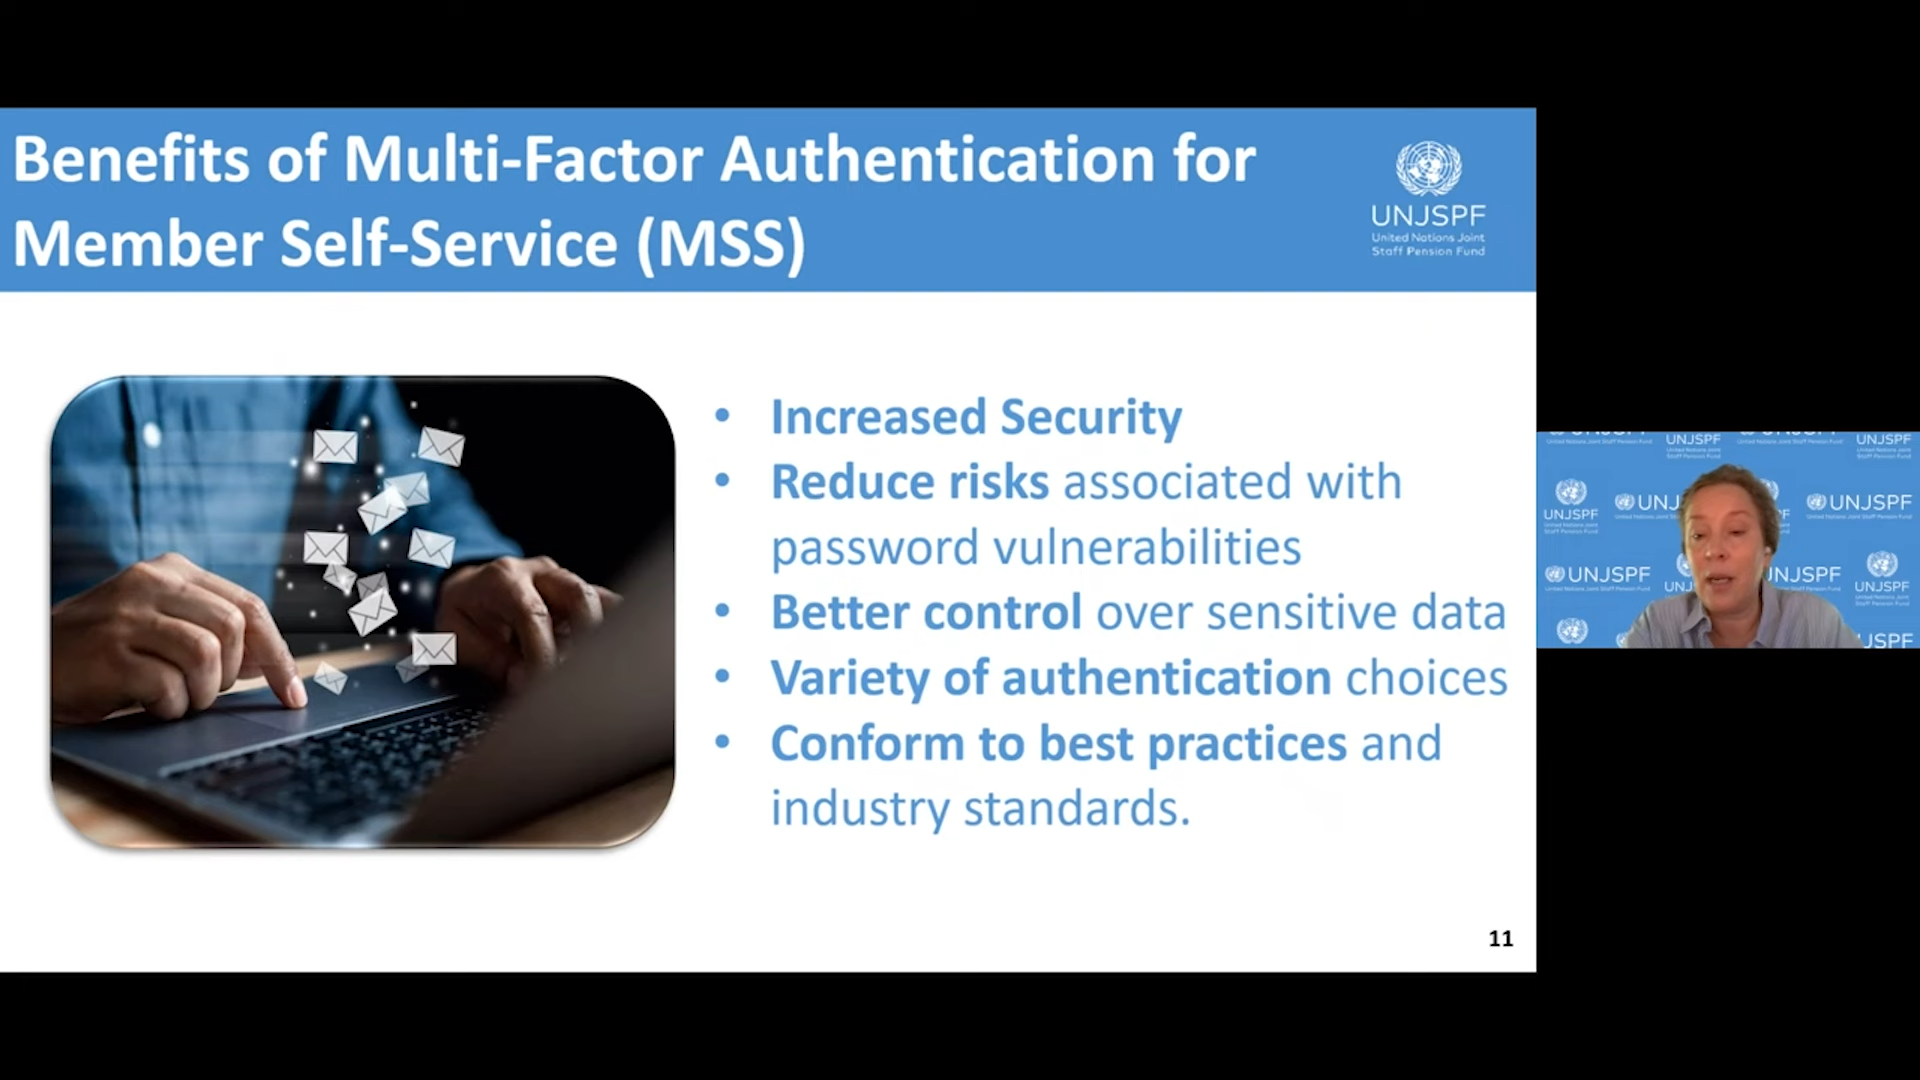 Benefits of Multi-Factor Authentication for
Member Self-Service (MSS)
UNJSPF
United Nations Joint
Staff Pension Fund
• Increased Security
• Reduce risks associated with
password vulnerabilities
• Better control over sensitive data
• Variety of authentication choices
• Conform to best practices and
industry standards.
11
UNJSPF
UNJSPF
UNJSPF
UNJSPF
UNJSPF
UNJSPF